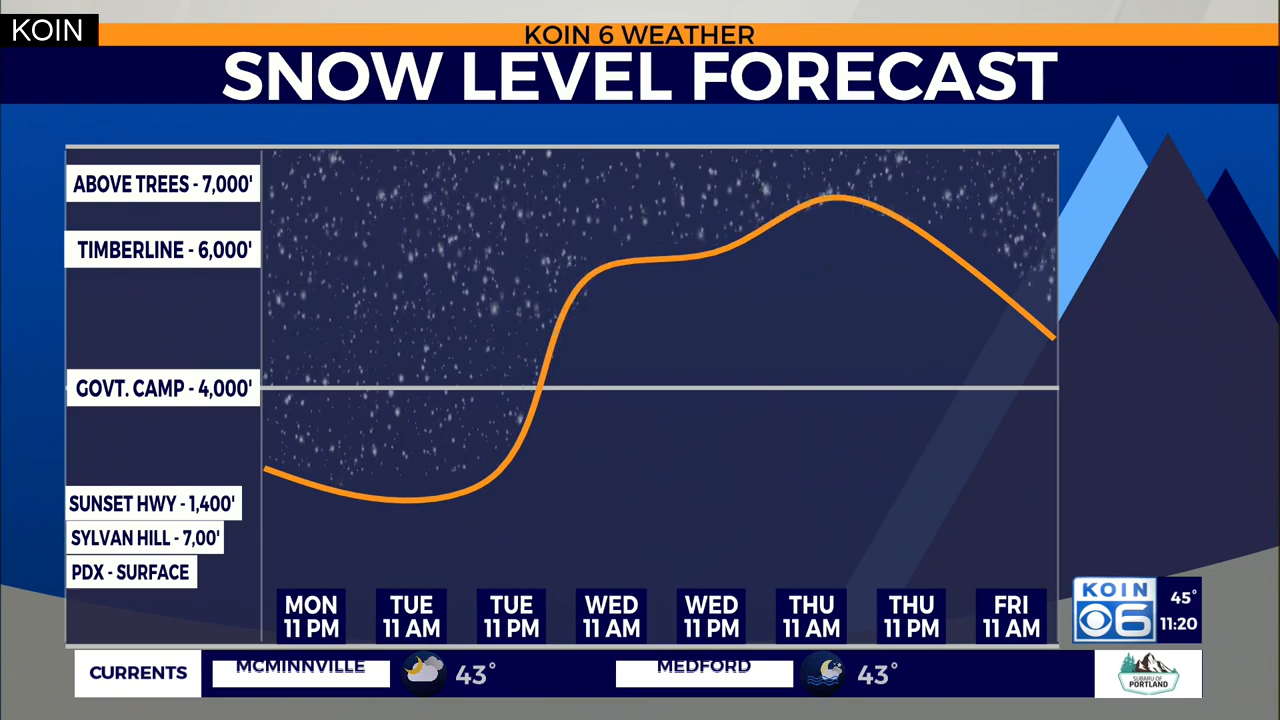 KOIN
KOIN 6 WEATHER
SNOW LEVEL FORECAST
ABOVE TREES - 7,000'
TIMBERLINE - 6,000'
GOVT. CAMP - 4,000'
SUNSET HWY - 1,400'
SYLVAN HILL - 7,00'
PDX - SURFACE
MON TUE TUE WED WED THU THU FRI
11 PM 11 AM 11 PM 11 AM 11 PM 11 AM 11 PM 11 AM
KOIN 6
45°
11:20
CURRENTS MCMINNVILLE 43° MEDFORD 43°
SUBARU OF
PORTLAND